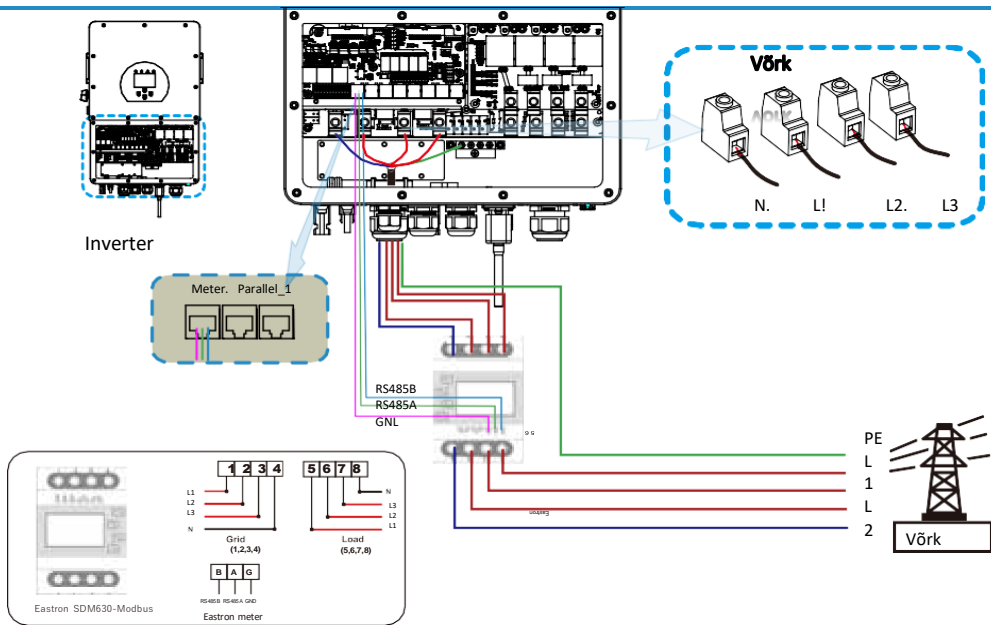 Võrk
N. L! L2. L3
Inverter
Meter. Parallel_1
RS485B
RS485A
GNL
PE
L
1
L
2
Võrk
Eastron
1 2 3 4
5 6 7 8
L1
L2
L3
N
N
L3
L2
L1
Grid
(1,2,3,4)
Load
(5,6,7,8)
B A G
RS485B RS485A GND
Eastron SDM630-Modbus
Eastron meter